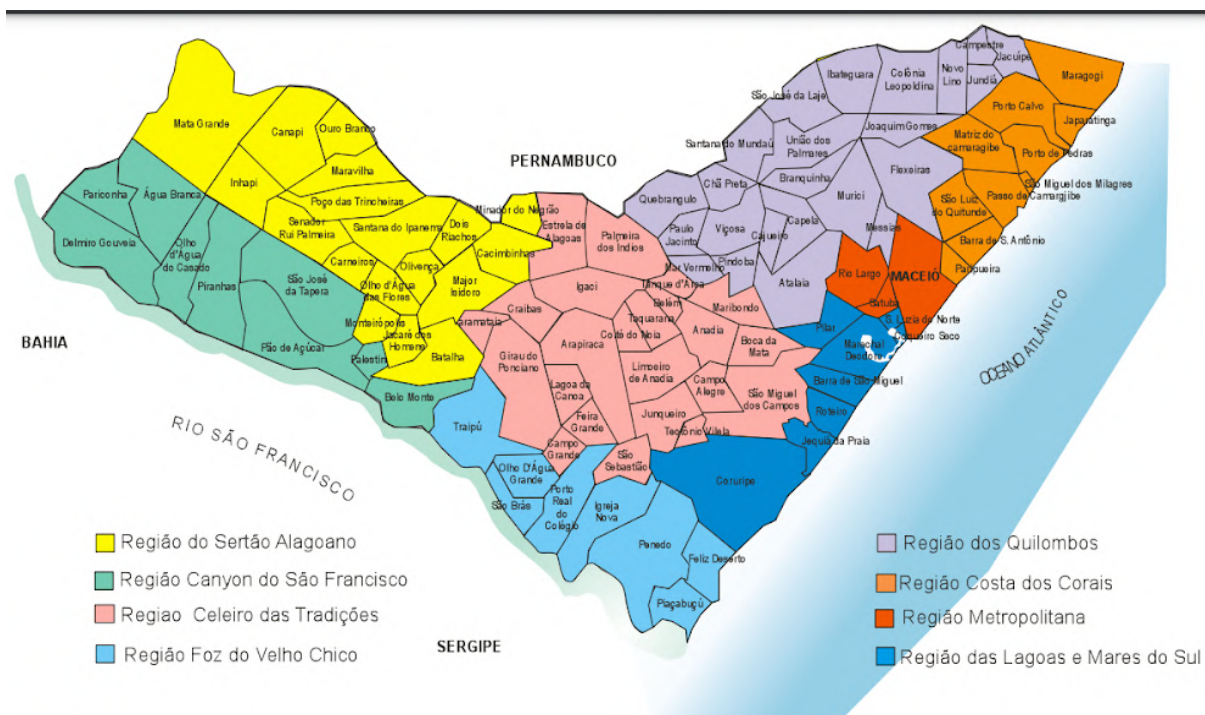 Campestre
Jacuípe
Maragogi
Ibateguara
Colônia
Leopoldina
Novo
Lino
Jundiá
São José da Laje
Porto Calvo
Japaratinga
Mata Grande
Canapi
Ouro Branco
PERNAMBUCO
Santana do Mundaú
União dos
Palmares
Joaquim Gomes
Matriz do
camaragibe
Porto de Pedras
Maravilha
Branquinha
Flexeiras
São Miguel dos Milagres
Pariconha
Água Branca
Inhapi
Poço das Trincheiras
Minador do Negrão
Quebrangulo
Chã Preta
Murici
São Luiz
do Quitunde
Passo de Camargjibe
Delmiro Gouveia
Olho
d'Água
do Casado
Senador
Rui Palmeira
Santana do Ipanema
Dois
Riachos
Estrela de
Alagoas
Palmeira
dos Índios
Paulo
Jacinto
Viçosa
Capela
Cajueiro
Messias
Barra de S. Antônio
Piranhas
São José
da Tapera
Carneiros
Olivença
Cacimbinhas
Mar Vermelho
Pindoba
Atalaia
Rio Largo
MACEIÓ
Paripueira
Olho d'Água
das Flores
Major
Isidoro
Igaci
Tanque d'Arca
Belém
Satuba
Monteirópolis
Jacaré dos
Homens
Craibas
Taquarana
Maribondo
Pilar
S. Luzia do Norte
Coqueiro Seco
BAHIA
Pão de Açúcar
Palestin
Batalha
Arapiraca
Coité do Noia
Anadia
Boca da
Mata
Marechal
Deodoro
OCEANO ATLÂNTICO
Belo Monte
Girau do
Ponciano
Limoeiro
de Anadia
Campo
Alegre
São Miguel
dos Campos
Barra de São Miguel
Lagoa da
Canoa
Roteiro
RIO SÃO FRANCISCO
Traipú
Feira
Grande
Junqueiro
Teotônio Vilela
Jequiá da Praia
Campo
Grande
São
Sebastião
Olho D'Água
Grande
Coruripe
São Brás
Porto
Real
do
Colégio
Igreja
Nova
Penedo
Feliz Deserto
Piaçabuçú
SERGIPE
Região do Sertão Alagoano
Região Canyon do São Francisco
Regiao Celeiro das Tradições
Região Foz do Velho Chico
Região dos Quilombos
Região Costa dos Corais
Região Metropolitana
Região das Lagoas e Mares do Sul